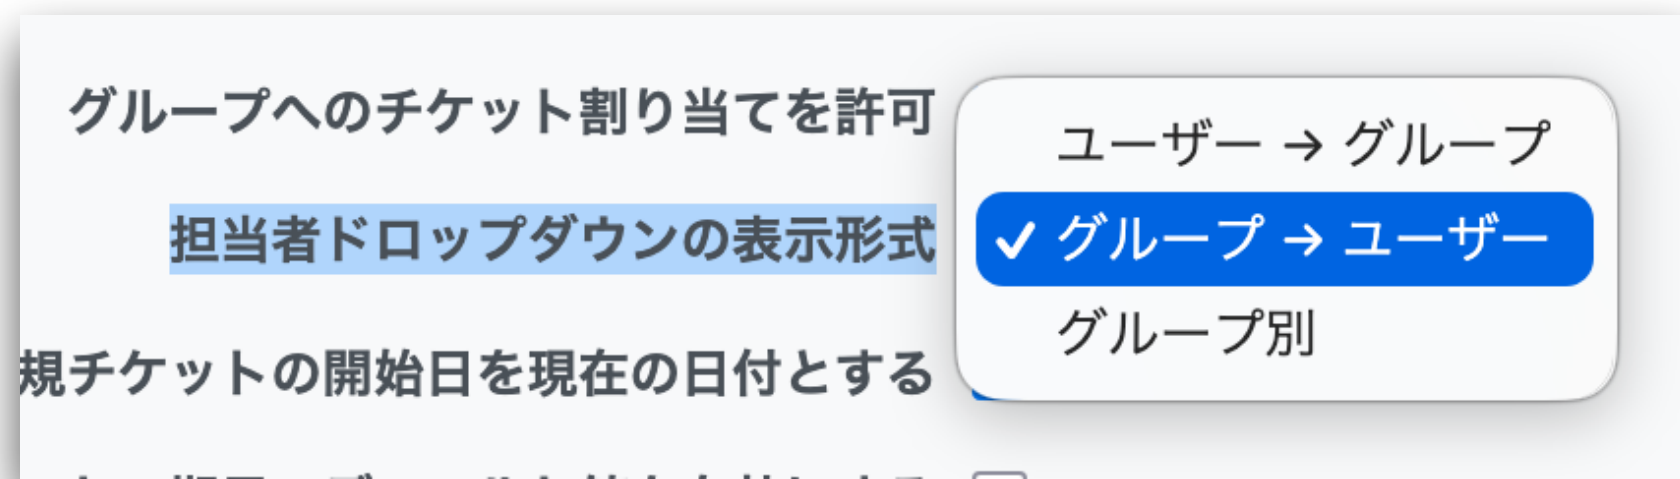 グループへのチケット割り当てを許可
ユーザー → グループ
担当者ドロップダウンの表示形式
✓ グループ → ユーザー
グループ別
規チケットの開始日を現在の日付とする